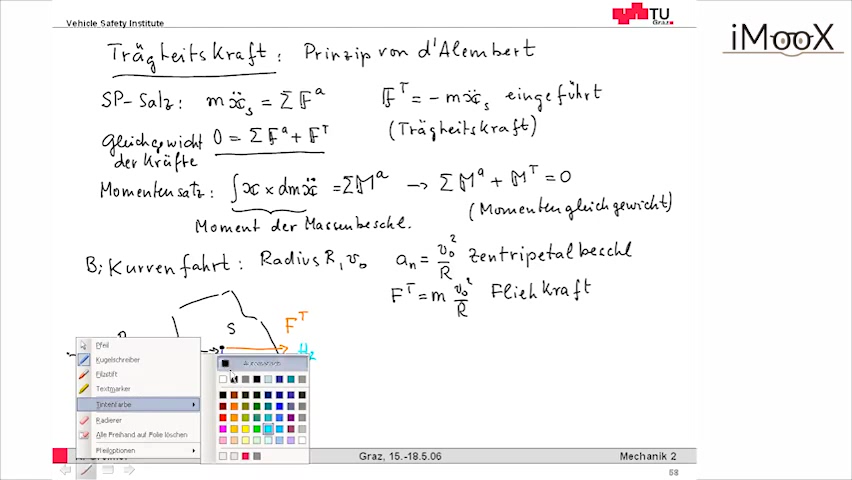 Vehicle Safety Institute
TU
Graz
iMooX
Trägheitskraft: Prinzip von d'Alembert
SP-Satz: mẍₛ = ΣFᵃ Fᵀ = -mẍₛ eingeführt
(Trägheitskraft)
Gleichgewicht der Kräfte 0 = ΣFᵃ + Fᵀ
Momentensatz: ∫x × dmẍ = ΣMᵃ → ΣMᵃ + Mᵀ = 0
(Momentengleichgewicht)
Moment der Massenbeschl.
B: Kurvenfahrt: Radius R, v₀ aₙ = v₀²/R Zentripetalbeschl
Fᵀ = m v₀²/R Fliehkraft
S
Fᵀ
H₂
Pfeil
Kugelschreiber
Filzstift
Textmarker
Tintenfarbe
Radierer
Alle Freihand auf Folie löschen
Pfeiloptionen
Automatisch
Graz, 15.-18.5.06
Mechanik 2
58